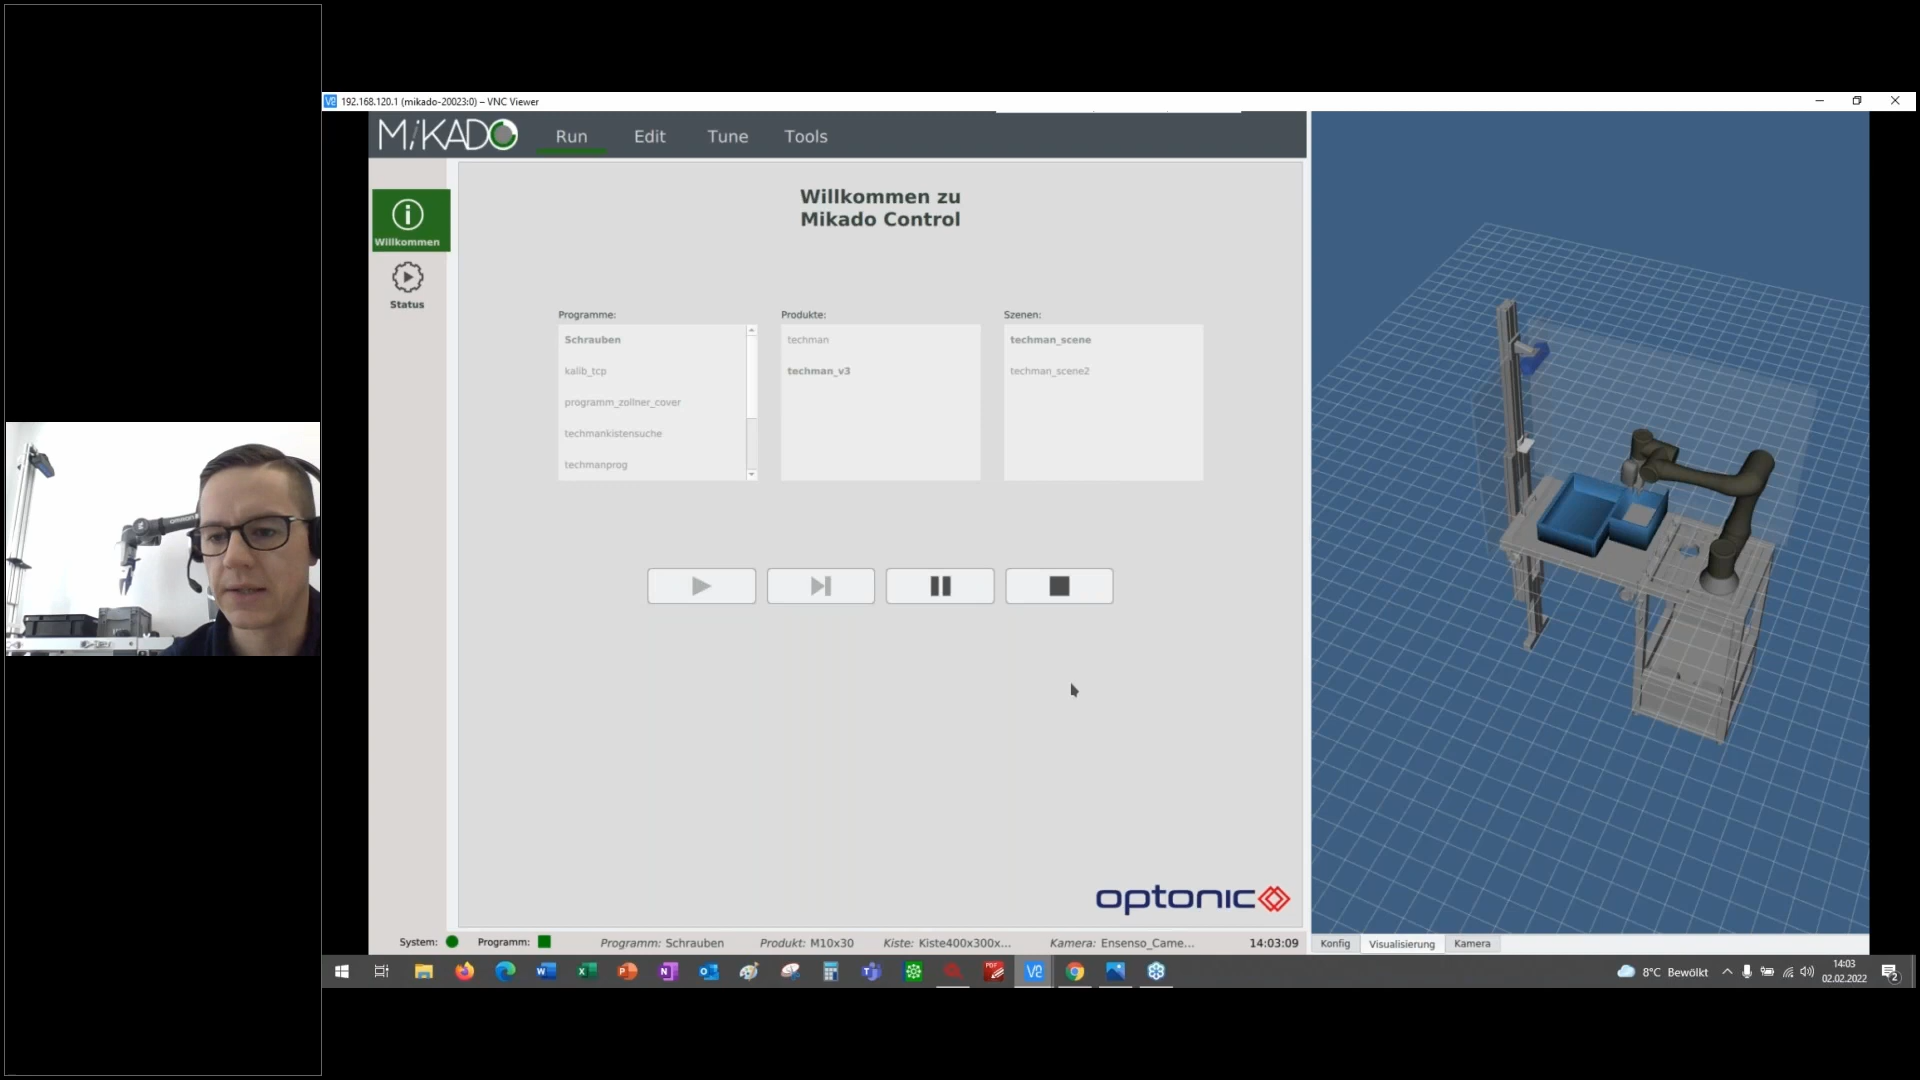 192.168.120.1 (mikado-20023:0) – VNC Viewer
MiKADO
Run Edit Tune Tools
Willkommen zu
Mikado Control
Willkommen
Status
Programme: Produkte: Szenen:
Schrauben techman techman_scene
kalib_tcp techman_v3 techman_scene2
programm_zollner_cover
techmankistensuche
techmanprog
optonic
System: Programm: Programm: Schrauben Produkt: M10x30 Kiste: Kiste400x300x... Kamera: Ensenso_Came... 14:03:09
Konfig Visualisierung Kamera
8°C Bewölkt
14:03
02.02.2022
2